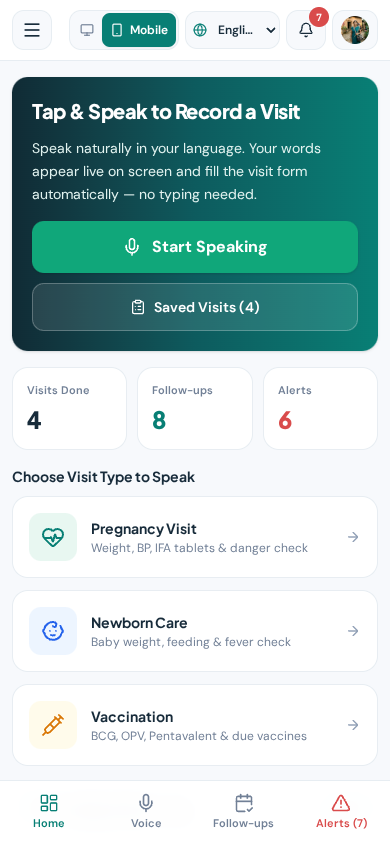 Mobile
Engli...
7
Tap & Speak to Record a Visit
Speak naturally in your language. Your words
appear live on screen and fill the visit form
automatically — no typing needed.
Start Speaking
Saved Visits (4)
Visits Done
4
Follow-ups
8
Alerts
6
Choose Visit Type to Speak
Pregnancy Visit
Weight, BP, IFA tablets & danger check
Newborn Care
Baby weight, feeding & fever check
Vaccination
BCG, OPV, Pentavalent & due vaccines
Home
Voice
Follow-ups
Alerts (7)